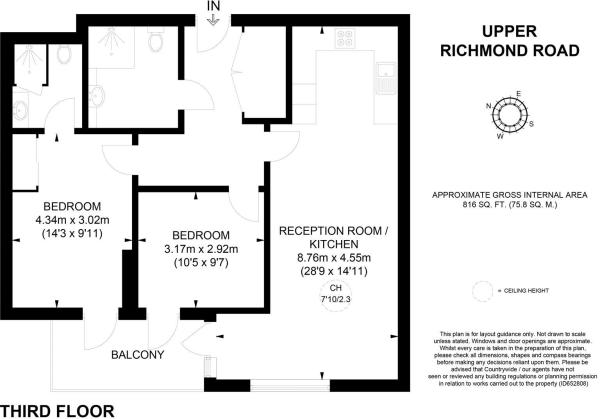 IN
UPPER
RICHMOND ROAD
E
N
S
W
APPROXIMATE GROSS INTERNAL AREA
816 SQ. FT. (75.8 SQ. M.)
BEDROOM
4.34m x 3.02m
(14'3 x 9'11)
BEDROOM
3.17m x 2.92m
(10'5 x 9'7)
RECEPTION ROOM /
KITCHEN
8.76m x 4.55m
(28'9 x 14'11)
CH
7'10/2.3
= CEILING HEIGHT
BALCONY
This plan is for layout guidance only. Not drawn to scale
unless stated. Windows and door openings are approximate.
Whilst every care is taken in the preparation of this plan,
please check all dimensions, shapes and compass bearings
before making any decisions reliant upon them. Please be
advised that Countrywide / our agents have not
seen or reviewed any building regulations or planning permission
in relation to works carried out to the property (ID652808)
THIRD FLOOR